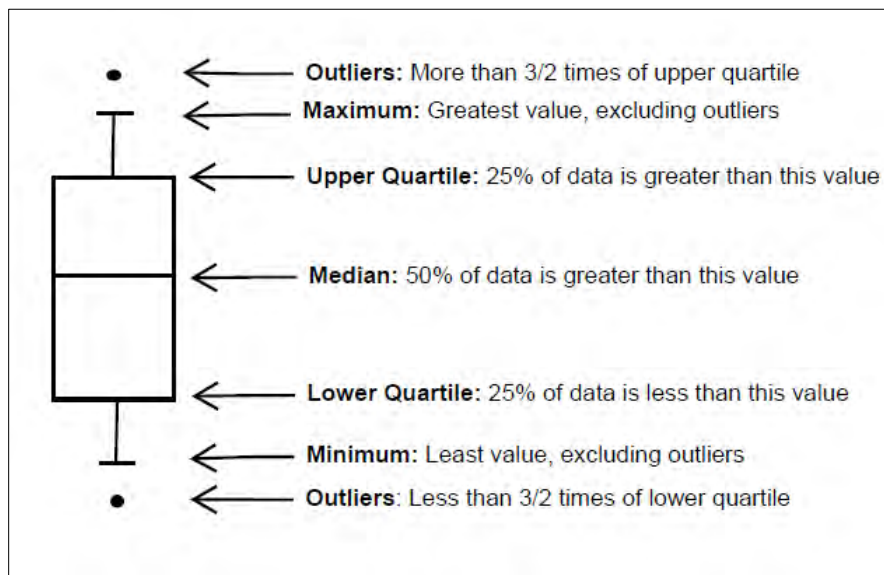 Outliers: More than 3/2 times of upper quartile
Maximum: Greatest value, excluding outliers
Upper Quartile: 25% of data is greater than this value
Median: 50% of data is greater than this value
Lower Quartile: 25% of data is less than this value
Minimum: Least value, excluding outliers
Outliers: Less than 3/2 times of lower quartile